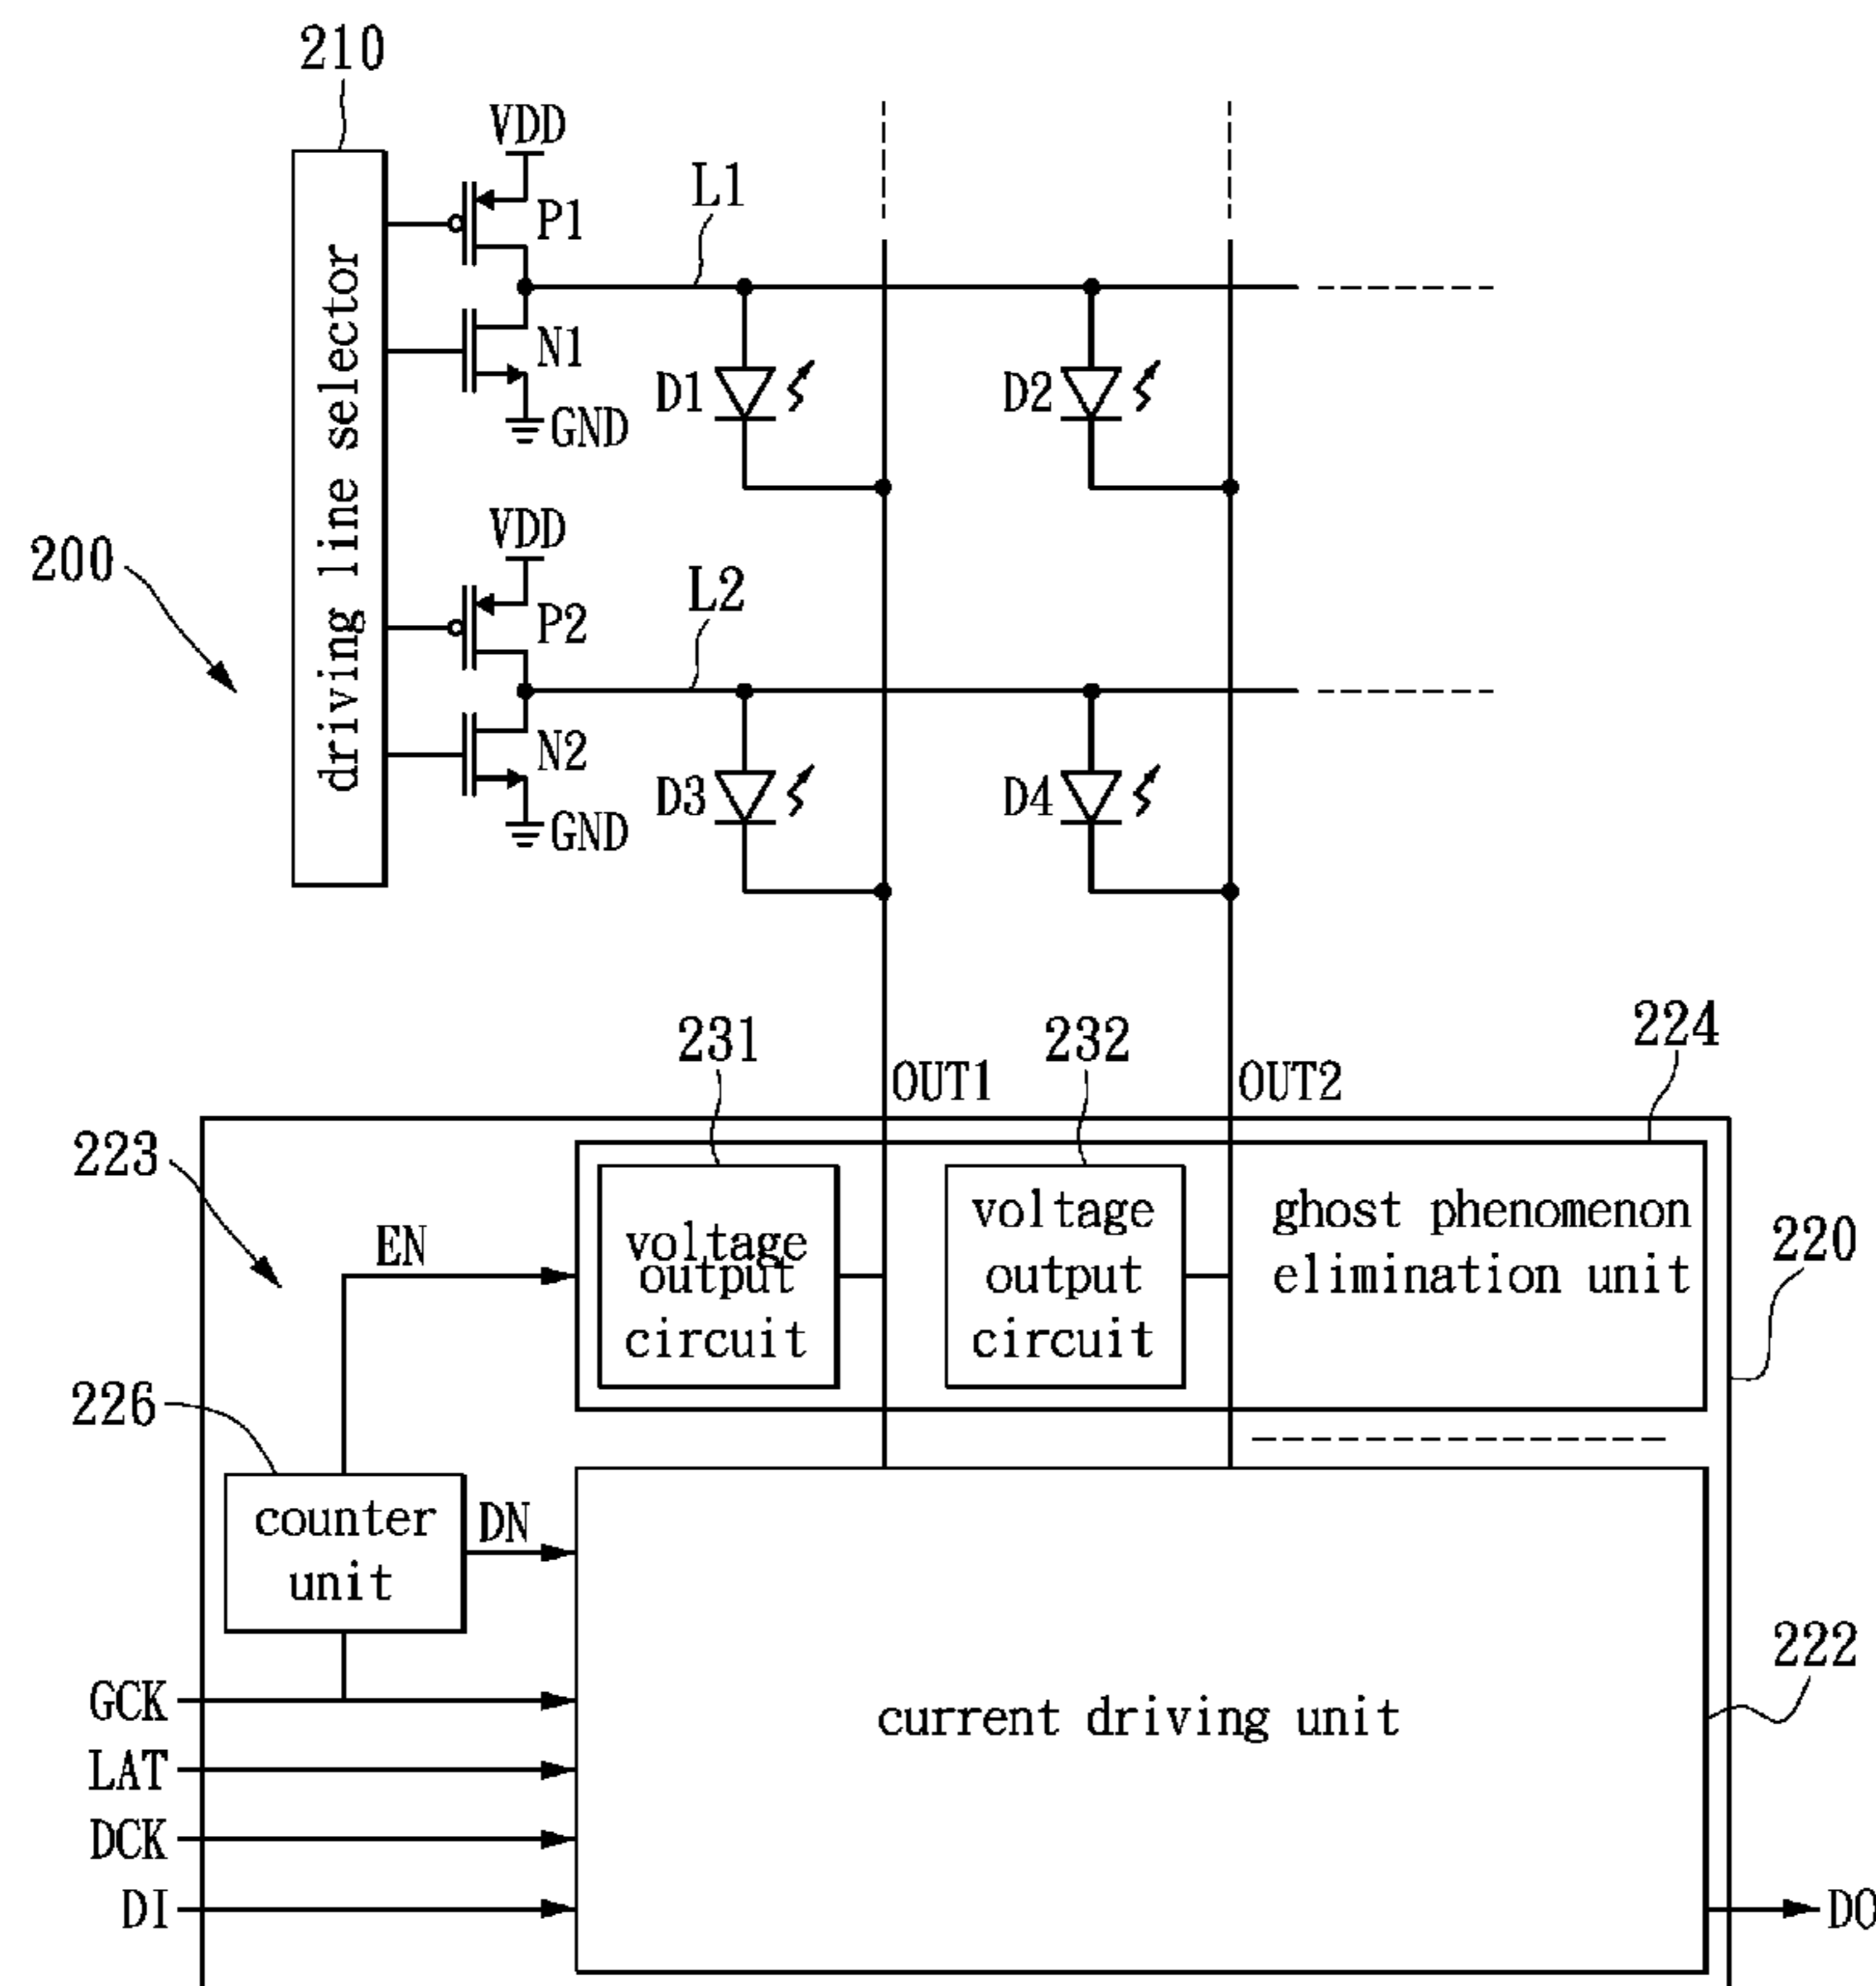 210
VDD
P1
L1
driving line selector
N1
D1
D2
GND
200
VDD
P2
L2
N2
D3
D4
GND
231
232
224
OUT1
OUT2
223
EN
voltage
output
circuit
voltage
output
circuit
ghost phenomenon
elimination unit
220
226
counter
unit
DN
222
GCK
current driving unit
LAT
DCK
DI
DO